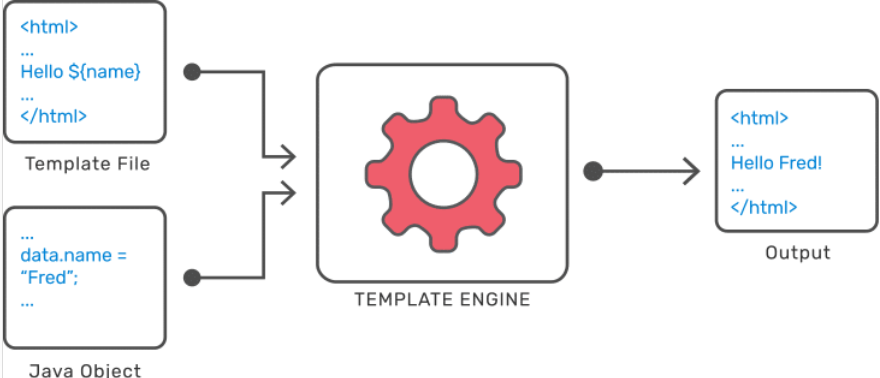 <html>
...
Hello ${name}
...
</html>
Template File
...
data.name =
“Fred”;
...
Java Object
TEMPLATE ENGINE
<html>
...
Hello Fred!
...
</html>
Output